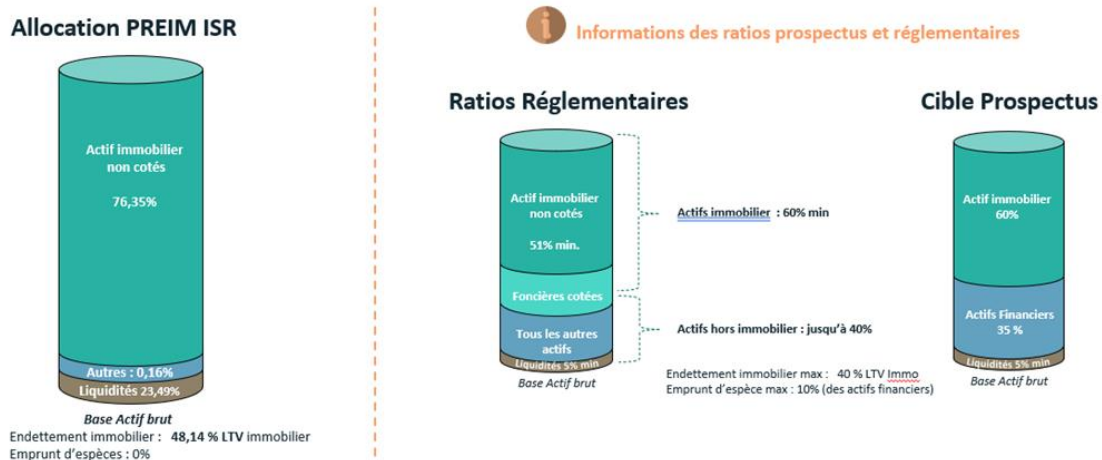 Allocation PREIM ISR
Actif immobilier
non cotés
76,35%
Autres : 0,16%
Liquidités 23,49%
Base Actif brut
Endettement immobilier : 48,14 % LTV immobilier
Emprunt d'espèces : 0%
i Informations des ratios prospectus et réglementaires
Ratios Réglementaires
Actif immobilier
non cotés
51% min.
Foncières cotées
Tous les autres
actifs
Liquidités 5% min
Base Actif brut
Actifs immobilier : 60% min
Actifs hors immobilier : jusqu'à 40%
Endettement immobilier max : 40 % LTV Immo
Emprunt d'espèce max : 10% (des actifs financiers)
Cible Prospectus
Actif immobilier
60%
Actifs Financiers
35 %
Liquidités 5% min
Base Actif brut